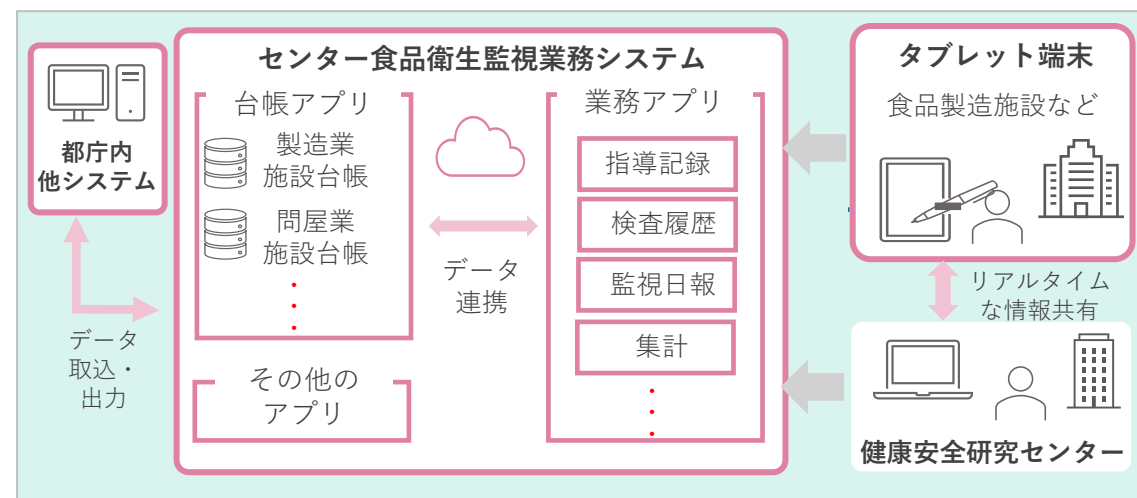 都庁内
他システム
データ
取込・
出力
センター食品衛生監視業務システム
台帳アプリ
製造業
施設台帳
問屋業
施設台帳
・
・
・
その他の
アプリ
データ
連携
業務アプリ
指導記録
検査履歴
監視日報
集計
・
・
・
タブレット端末
食品製造施設など
リアルタイム
な情報共有
健康安全研究センター